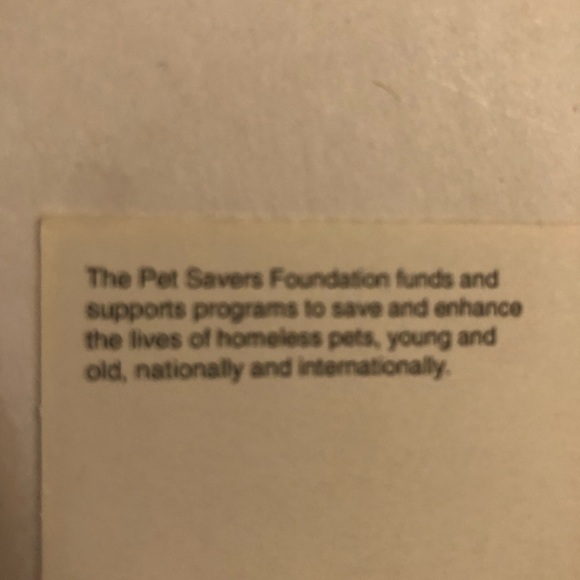 The Pet Savers Foundation funds and
supports programs to save and enhance
the lives of homeless pets, young and
old, nationally and internationally.